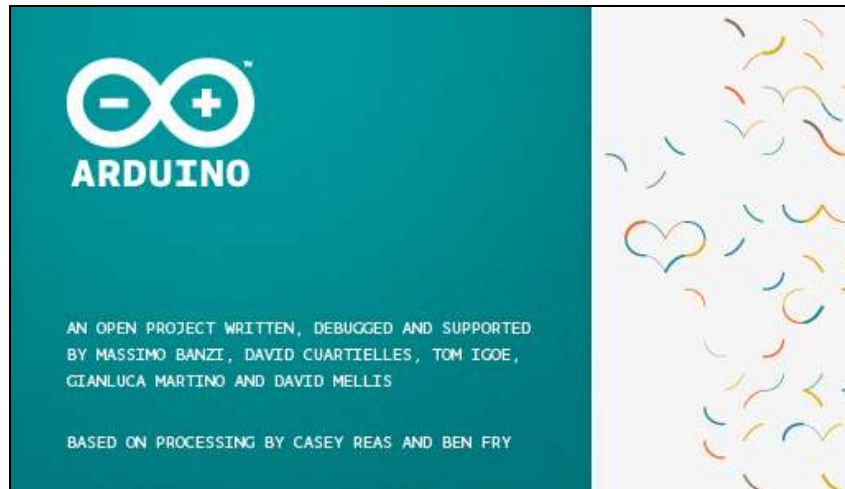 ™
ARDUINO
AN OPEN PROJECT WRITTEN, DEBUGGED AND SUPPORTED
BY MASSIMO BANZI, DAVID CUARTIELLES, TOM IGOE,
GIANLUCA MARTINO AND DAVID MELLIS
BASED ON PROCESSING BY CASEY REAS AND BEN FRY